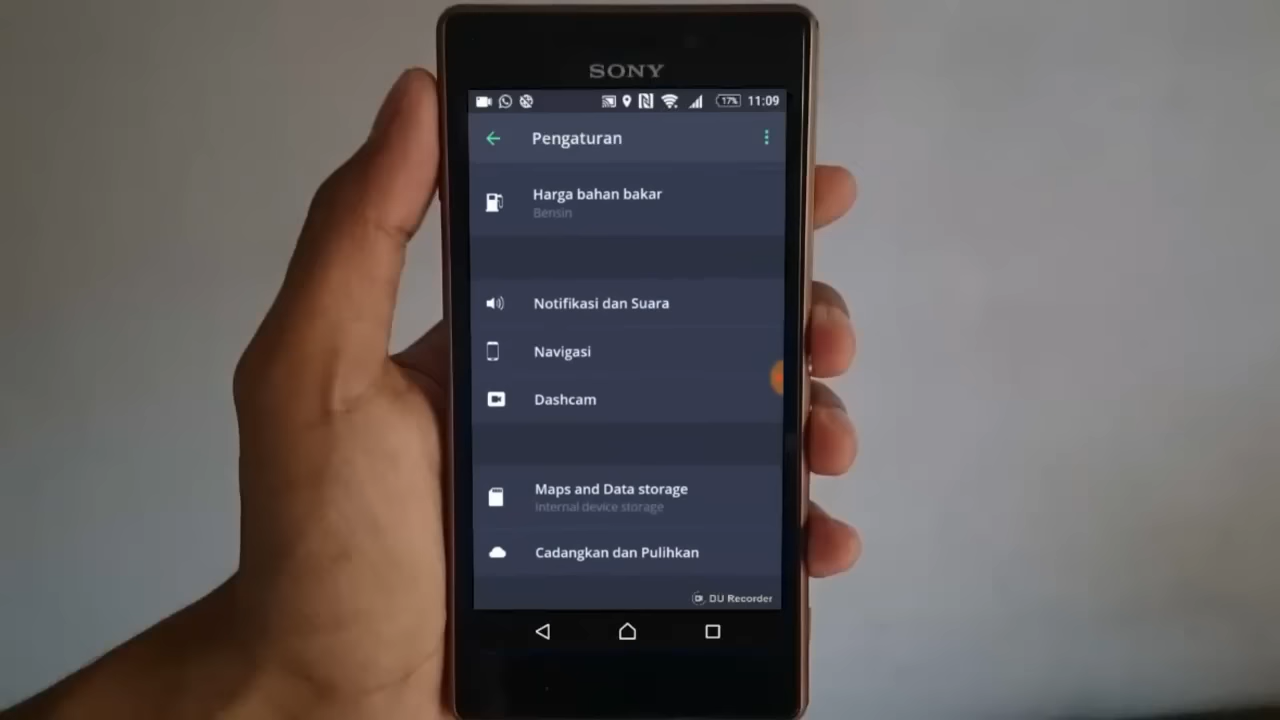 SONY
17% 11:09
Pengaturan
Harga bahan bakar
Bensin
Notifikasi dan Suara
Navigasi
Dashcam
Maps and Data storage
Internal device storage
Cadangkan dan Pulihkan
DU Recorder